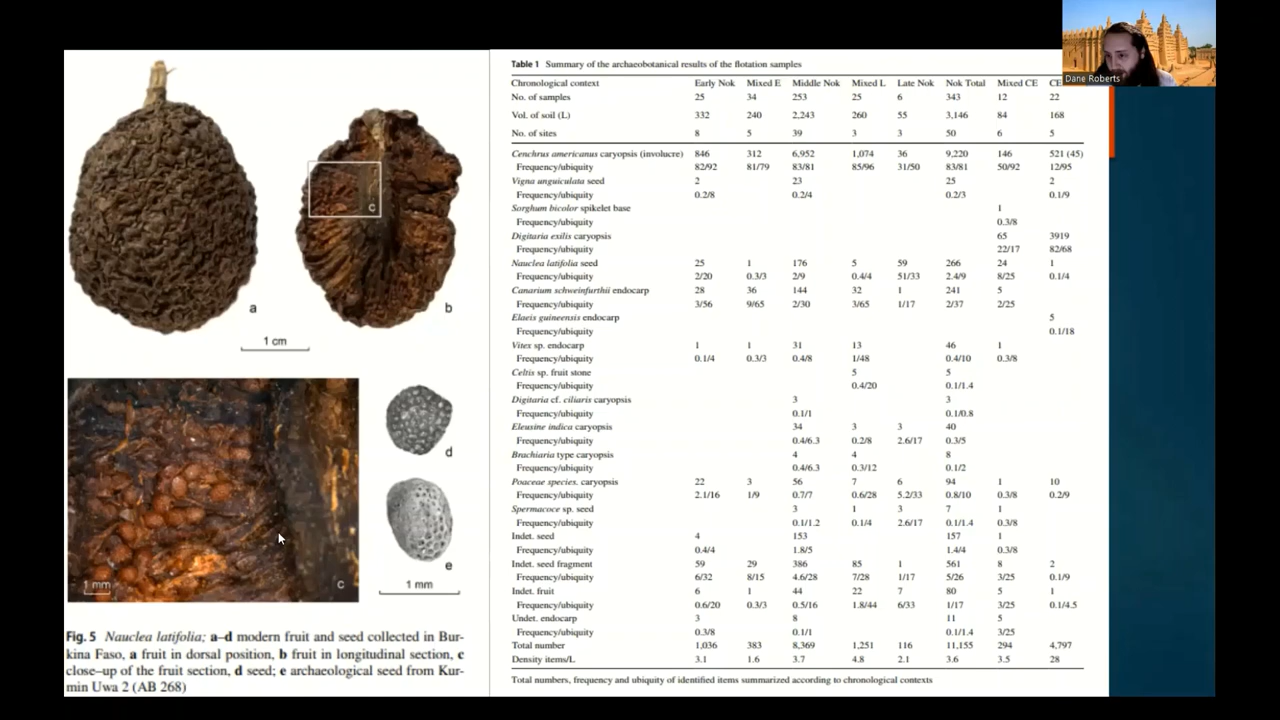 Dane Roberts
a
b
c
1 cm
d
e
1 mm
c
1 mm
Fig. 5 Nauclea latifolia; a–d modern fruit and seed collected in Bur-
kina Faso, a fruit in dorsal position, b fruit in longitudinal section, c
close–up of the fruit section, d seed; e archaeological seed from Kur-
min Uwa 2 (AB 268)
Table 1 Summary of the archaeobotanical results of the flotation samples
Chronological context Early Nok Mixed E Middle Nok Mixed L Late Nok Nok Total Mixed CE CE
No. of samples 25 34 253 25 6 343 12 22
Vol. of soil (L) 332 240 2,243 260 55 3,146 84 168
No. of sites 8 5 39 3 3 50 6 5
Cenchrus americanus caryopsis (involucre) 846 312 6,952 1,074 36 9,220 146 521 (45)
Frequency/ubiquity 82/92 81/79 83/81 85/96 31/50 83/81 50/92 12/95
Vigna unguiculata seed 2 23 25 2
Frequency/ubiquity 0.2/8 0.2/4 0.2/3 0.1/9
Sorghum bicolor spikelet base 1
Frequency/ubiquity 0.3/8
Digitaria exilis caryopsis 65 3919
Frequency/ubiquity 22/17 82/68
Nauclea latifolia seed 25 1 176 5 59 266 24 1
Frequency/ubiquity 2/20 0.3/3 2/9 0.4/4 51/33 2.4/9 8/25 0.1/4
Canarium schweinfurthii endocarp 28 36 144 32 1 241 5
Frequency/ubiquity 3/56 9/65 2/30 3/65 1/17 2/37 2/25
Elaeis guineensis endocarp 5
Frequency/ubiquity 0.1/18
Vitex sp. endocarp 1 1 31 13 46 1
Frequency/ubiquity 0.1/4 0.3/3 0.4/8 1/48 0.4/10 0.3/8
Celtis sp. fruit stone 5 5
Frequency/ubiquity 0.4/20 0.1/1.4
Digitaria cf. ciliaris caryopsis 3 3
Frequency/ubiquity 0.1/1 0.1/0.8
Eleusine indica caryopsis 34 3 3 40
Frequency/ubiquity 0.4/6.3 0.2/8 2.6/17 0.3/5
Brachiaria type caryopsis 4 4 8
Frequency/ubiquity 0.4/6.3 0.3/12 0.1/2
Poaceae species. caryopsis 22 3 56 7 6 94 1 10
Frequency/ubiquity 2.1/16 1/9 0.7/7 0.6/28 5.2/33 0.8/10 0.3/8 0.2/9
Spermacoce sp. seed 3 1 3 7 1
Frequency/ubiquity 0.1/1.2 0.1/4 2.6/17 0.1/1.4 0.3/8
Indet. seed 4 153 157 1
Frequency/ubiquity 0.4/4 1.8/5 1.4/4 0.3/8
Indet. seed fragment 59 29 386 85 1 561 8 2
Frequency/ubiquity 6/32 8/15 4.6/28 7/28 1/17 5/26 3/25 0.1/9
Indet. fruit 6 1 44 22 7 80 5 1
Frequency/ubiquity 0.6/20 0.3/3 0.5/16 1.8/44 6/33 1/17 3/25 0.1/4.5
Undet. endocarp 3 8 11 5
Frequency/ubiquity 0.3/8 0.1/1 0.1/1.4 3/25
Total number 1,036 383 8,369 1,251 116 11,155 294 4,797
Density items/L 3.1 1.6 3.7 4.8 2.1 3.6 3.5 28
Total numbers, frequency and ubiquity of identified items summarized according to chronological contexts